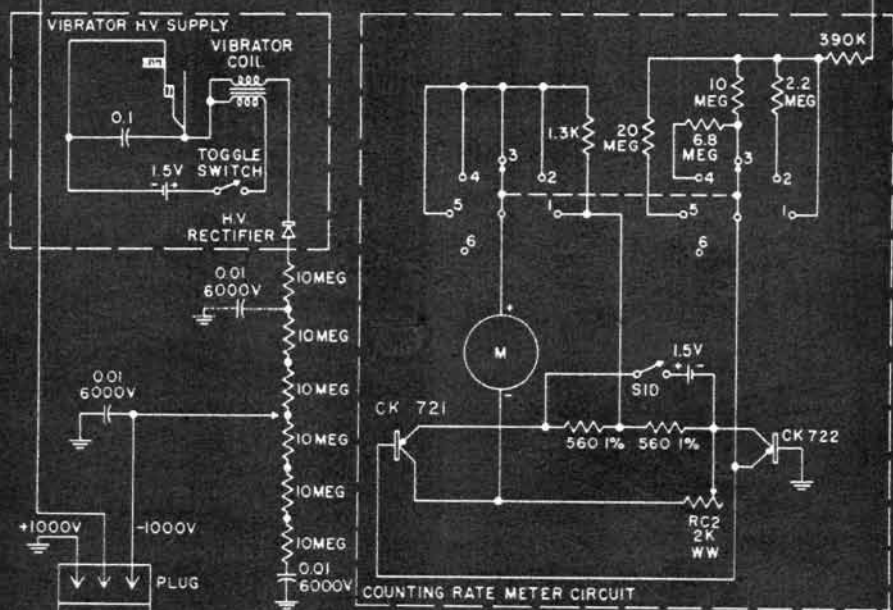 VIBRATOR H.V. SUPPLY
VIBRATOR
COIL
0.1
TOGGLE
SWITCH
1.5V
- +
H.V.
RECTIFIER
0.01
6000V
10MEG
10MEG
10MEG
10MEG
10MEG
10MEG
0.01
6000V
0.01
6000V
+1000V
-1000V
PLUG
390K
10
MEG
2.2
MEG
1.3K
20
MEG
6.8
MEG
3
4
2
5
1
6
3
4
2
5
1
6
+
M
-
1.5V
+ -
S1D
CK 721
560 1%
560 1%
CK 722
RC2
2K
WW
COUNTING RATE METER CIRCUIT